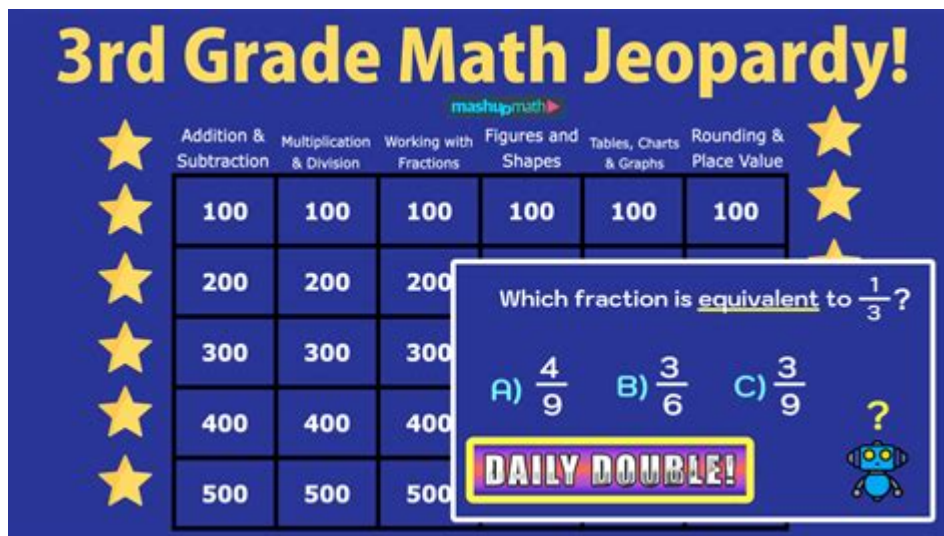 3rd Grade Math Jeopardy!
mashupmath
Addition & Subtraction
Multiplication & Division
Working with Fractions
Figures and Shapes
Tables, Charts & Graphs
Rounding & Place Value
100 100 100 100 100 100
200 200 200
300 300 300
400 400 400
500 500 500
Which fraction is equivalent to 1/3?
A) 4/9 B) 3/6 C) 3/9
?
DAILY DOUBLE!